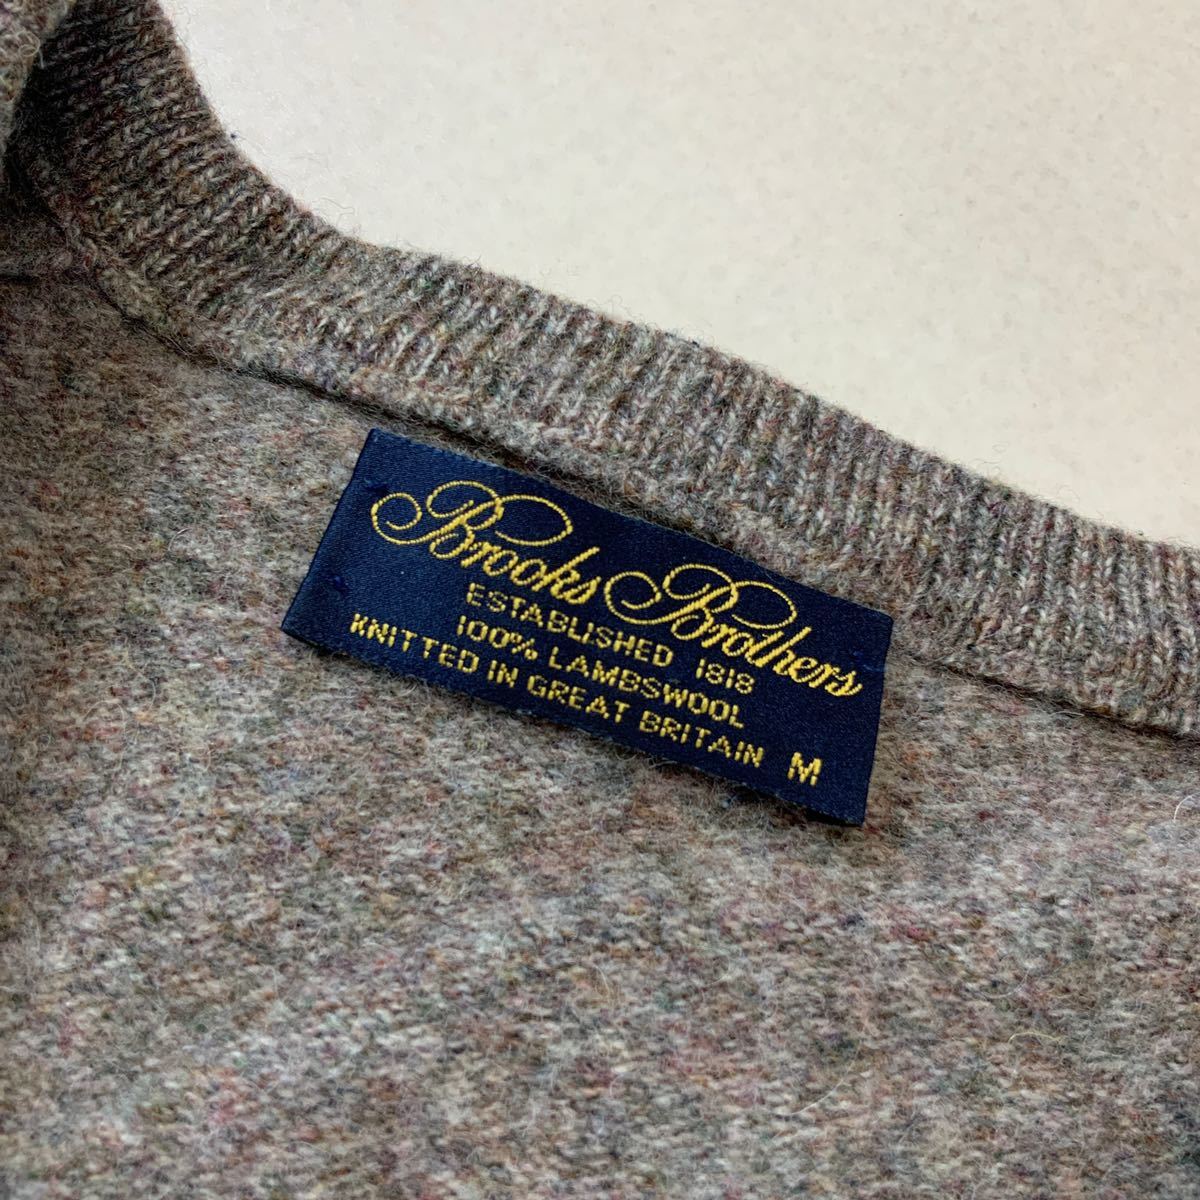 Brooks Brothers
ESTABLISHED 1818
100% LAMBSWOOL
KNITTED IN GREAT BRITAIN M